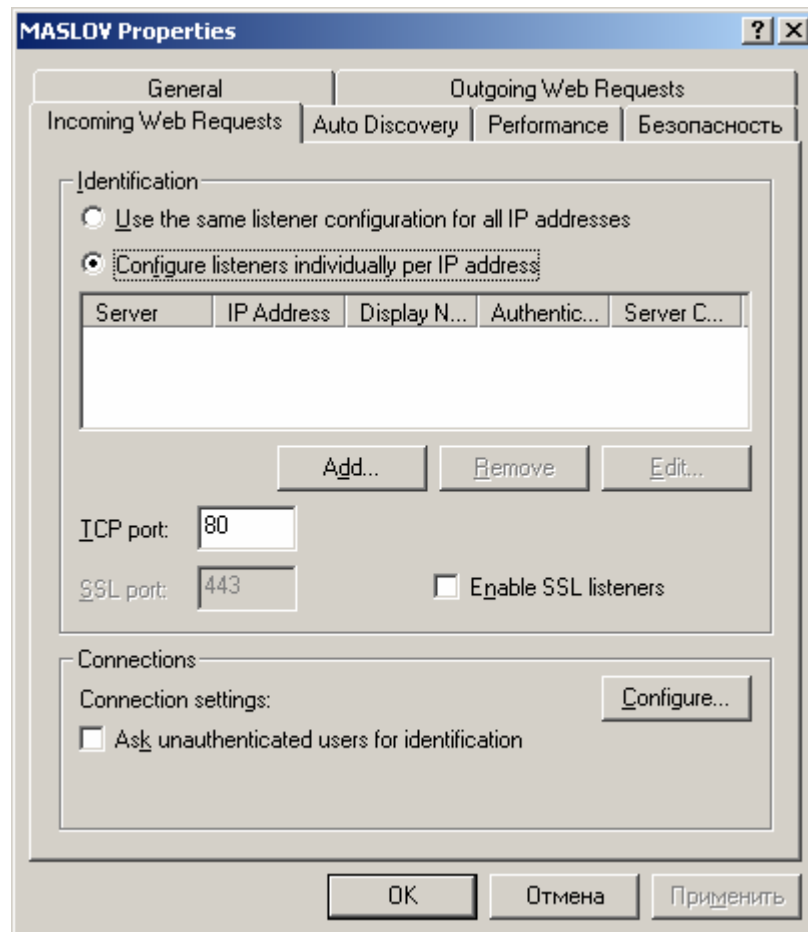 MASLOV Properties
General Outgoing Web Requests
Incoming Web Requests Auto Discovery Performance Безопасность
Identification
Use the same listener configuration for all IP addresses
Configure listeners individually per IP address
Server IP Address Display N... Authentic... Server C...
Add... Remove Edit...
TCP port: 80
SSL port: 443 Enable SSL listeners
Connections
Connection settings: Configure...
Ask unauthenticated users for identification
OK Отмена Применить